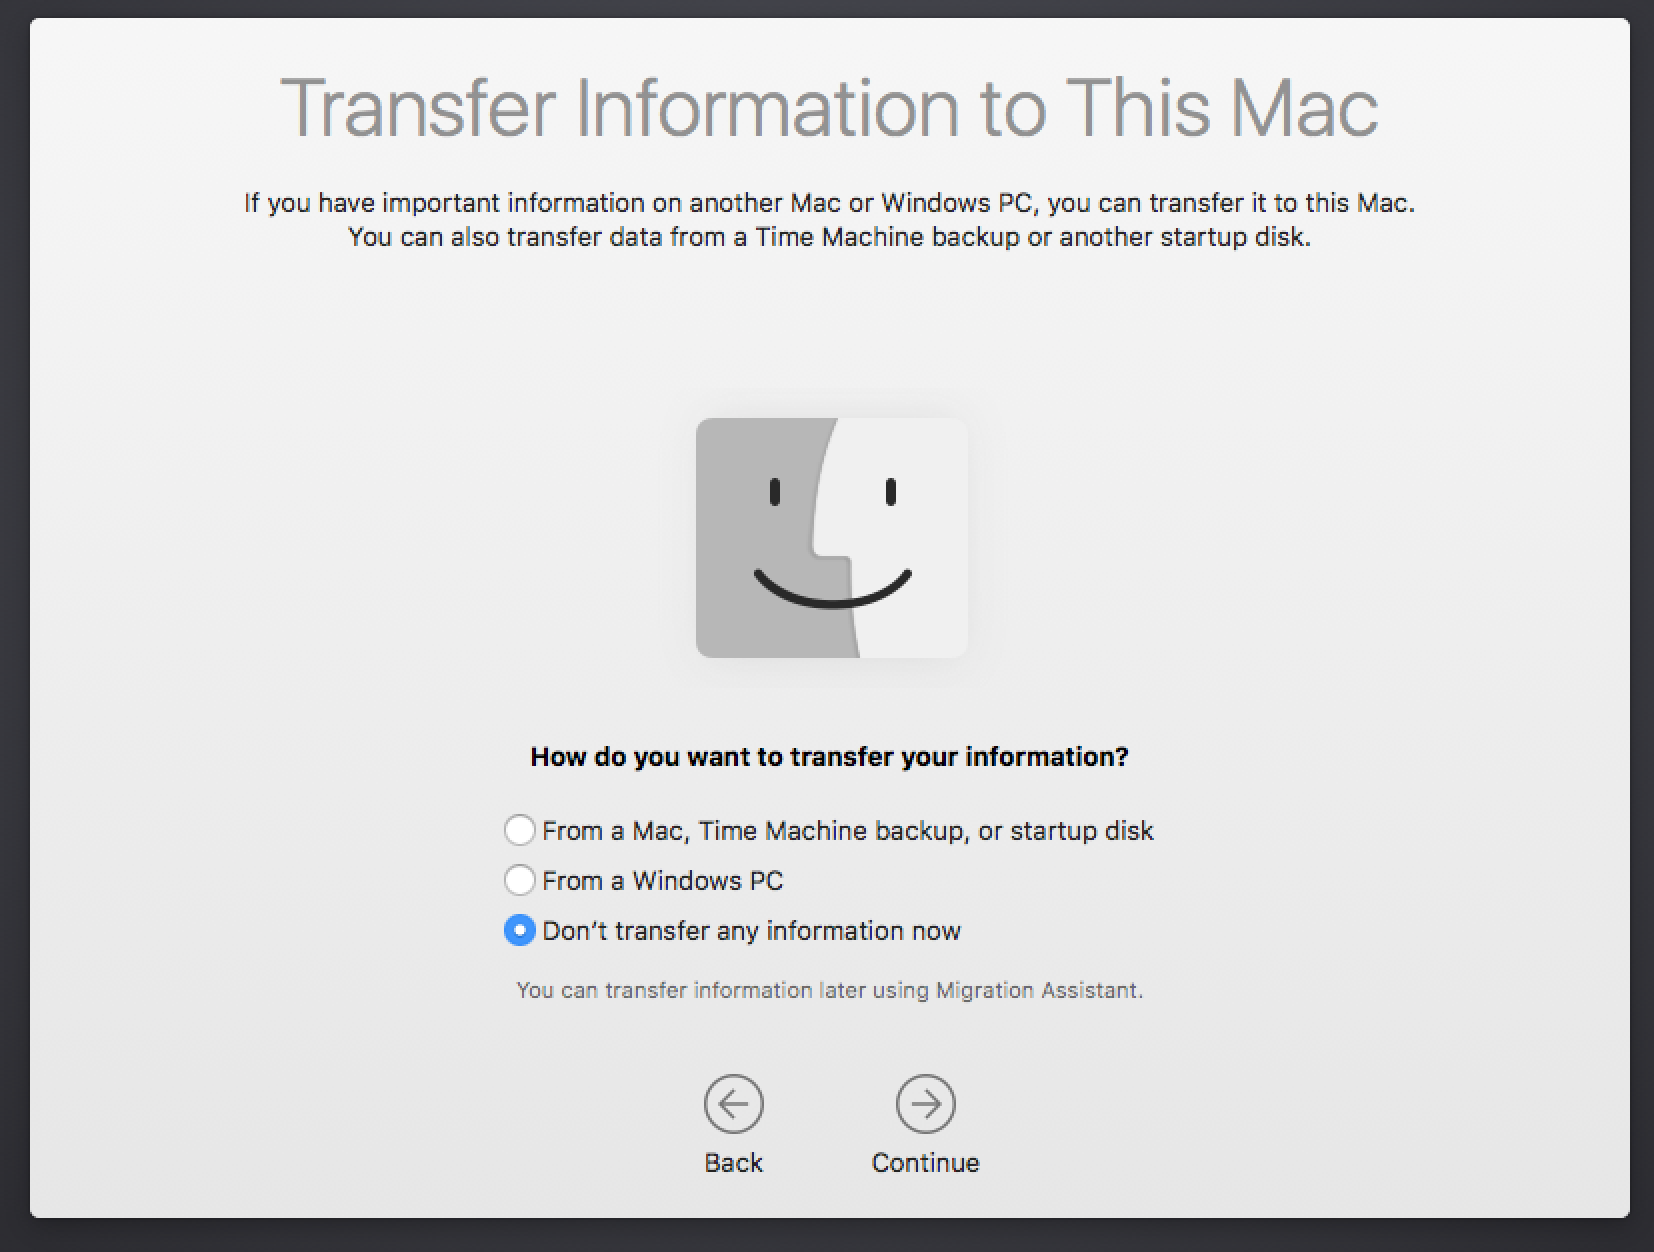 Transfer Information to This Mac
If you have important information on another Mac or Windows PC, you can transfer it to this Mac.
You can also transfer data from a Time Machine backup or another startup disk.
How do you want to transfer your information?
From a Mac, Time Machine backup, or startup disk
From a Windows PC
Don’t transfer any information now
You can transfer information later using Migration Assistant.
Back
Continue